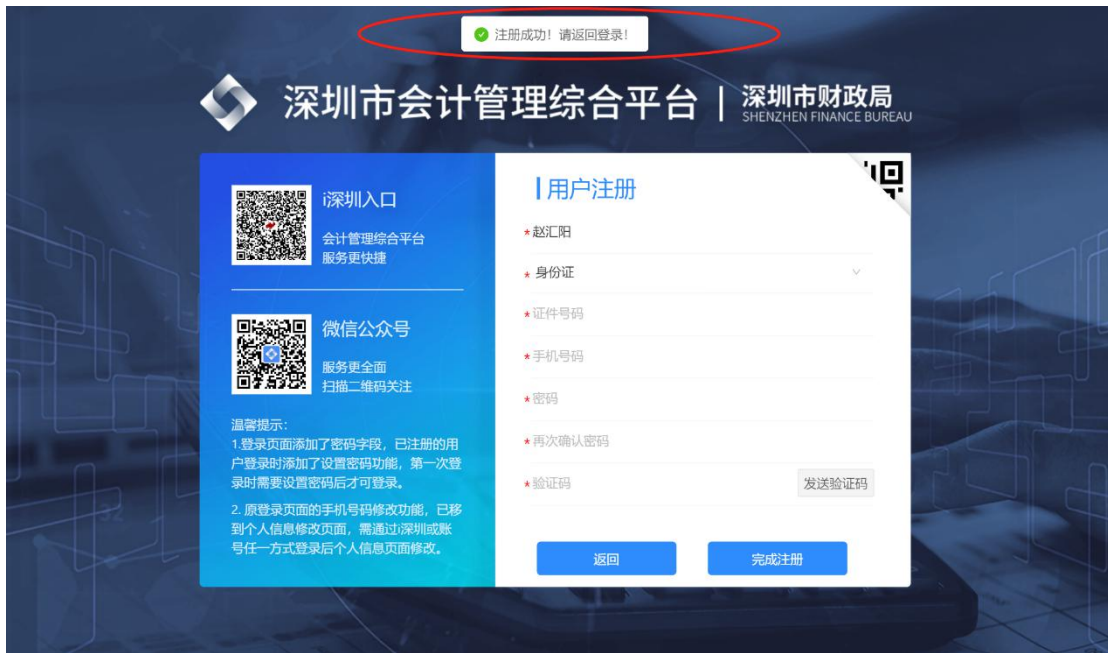 注册成功！请返回登录！
深圳市会计管理综合平台 | 深圳市财政局
SHENZHEN FINANCE BUREAU
i深圳入口
会计管理综合平台
服务更快捷
微信公众号
服务更全面
扫描二维码关注
温馨提示：
1.登录页面添加了密码字段，已注册的用
户登录时添加了设置密码功能，第一次登
录时需要设置密码后才可登录。
2. 原登录页面的手机号码修改功能，已移
到个人信息修改页面，需通过i深圳或账
号任一方式登录后个人信息页面修改。
用户注册
*赵汇阳
* 身份证
*证件号码
*手机号码
*密码
*再次确认密码
*验证码 发送验证码
返回 完成注册